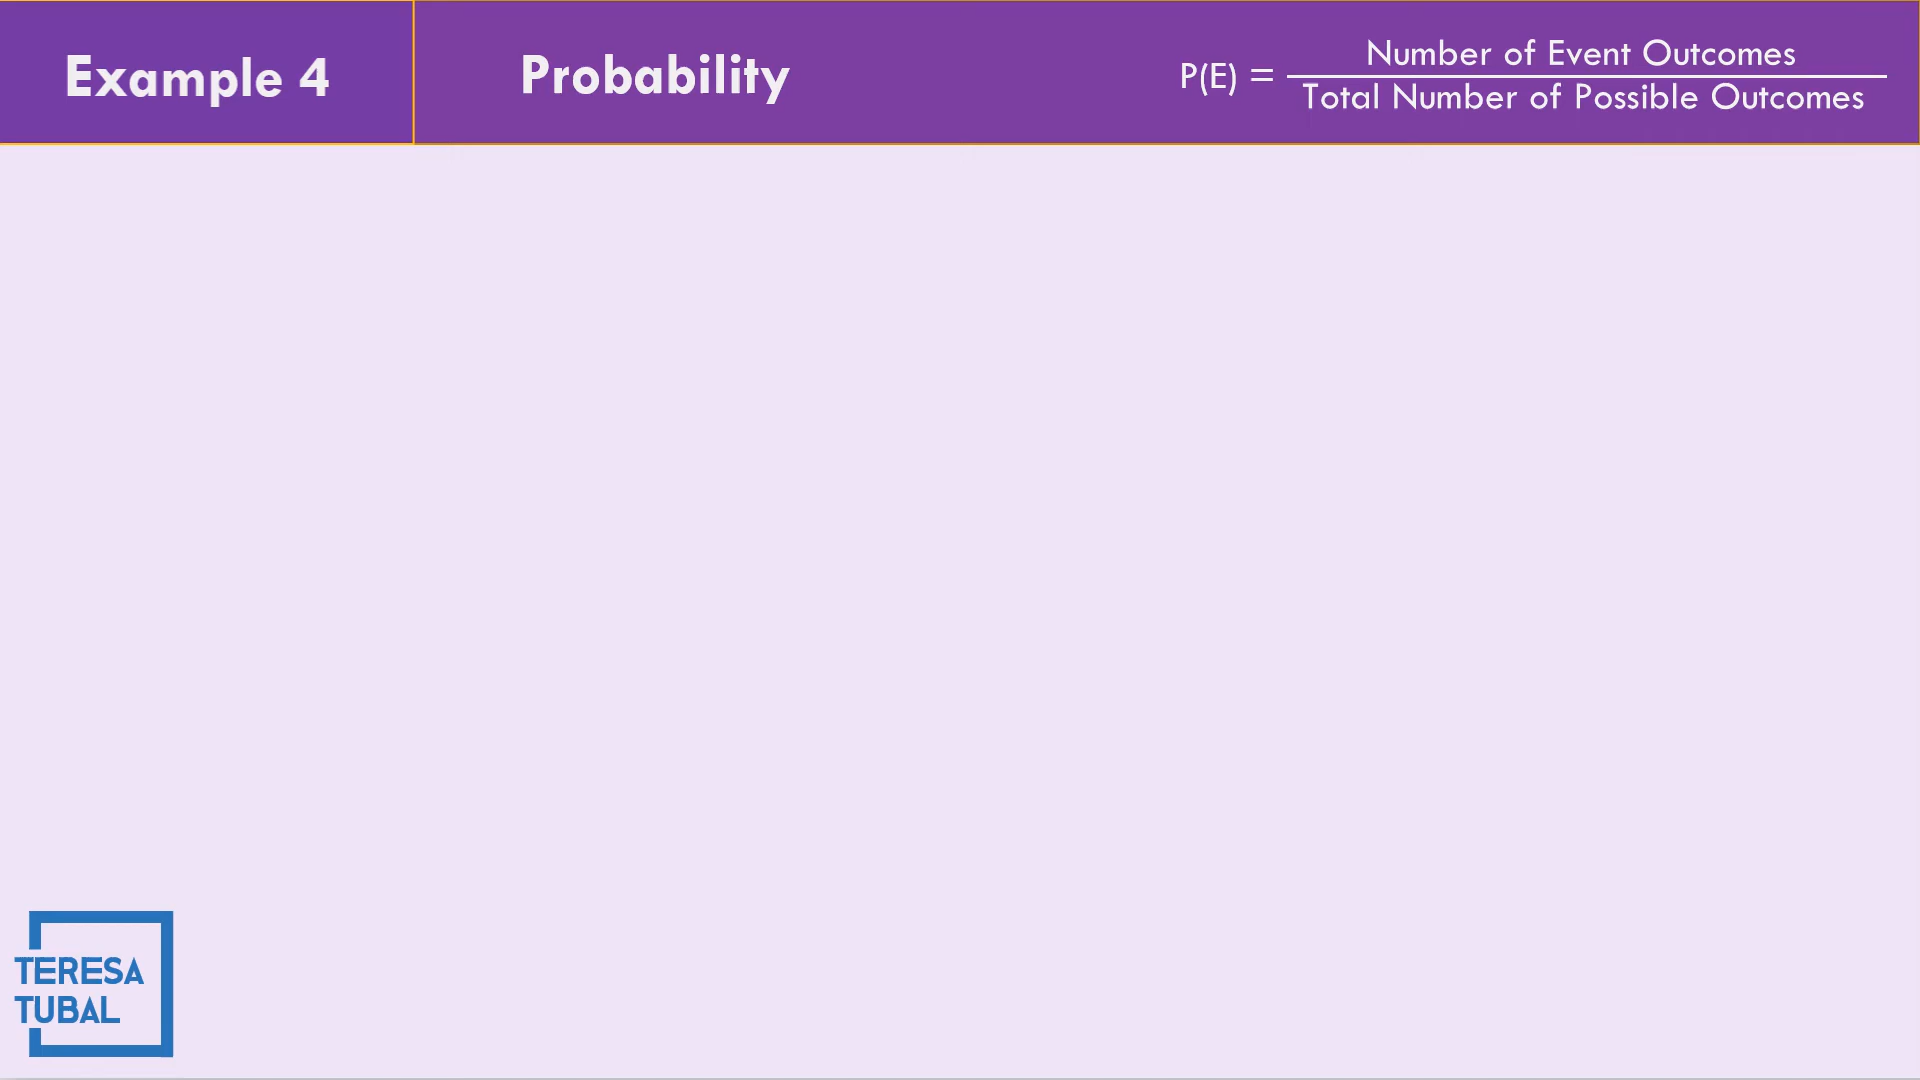 Example 4
Probability
P(E) = Number of Event Outcomes
Total Number of Possible Outcomes
TERESA
TUBAL